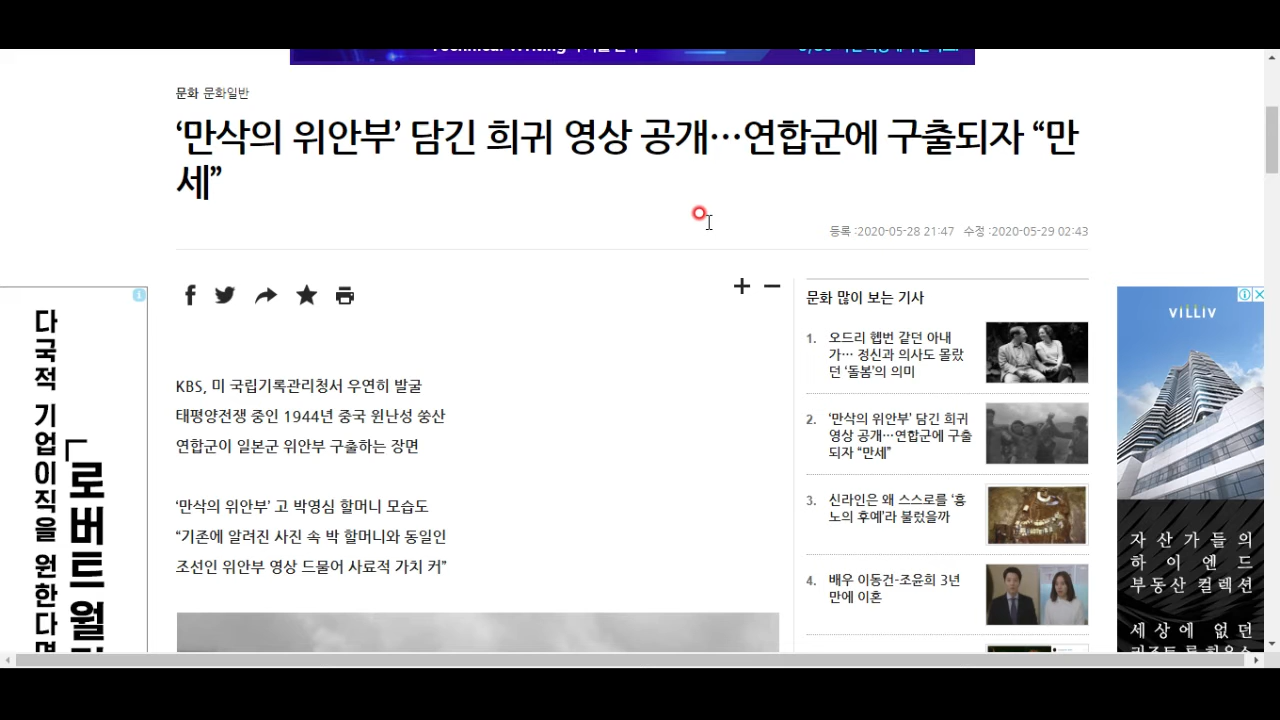 Technical Writing
문화 문화일반
‘만삭의 위안부’ 담긴 희귀 영상 공개…연합군에 구출되자 “만
세”
등록 :2020-05-28 21:47 수정 :2020-05-29 02:43
KBS, 미 국립기록관리청서 우연히 발굴
태평양전쟁 중인 1944년 중국 윈난성 쑹산
연합군이 일본군 위안부 구출하는 장면
‘만삭의 위안부’ 고 박영심 할머니 모습도
“기존에 알려진 사진 속 박 할머니와 동일인
조선인 위안부 영상 드물어 사료적 가치 커”
문화 많이 보는 기사
1. 오드리 헵번 같던 아내
가… 정신과 의사도 몰랐
던 ‘돌봄’의 의미
2. ‘만삭의 위안부’ 담긴 희귀
영상 공개…연합군에 구출
되자 “만세”
3. 신라인은 왜 스스로를 ‘흉
노의 후예’라 불렀을까
4. 배우 이동건-조윤희 3년
만에 이혼
다국적 기업이직을 원한다면
「로버트월
VILLIV
자산가들의
하이엔드
부동산 컬렉션
세상에 없던